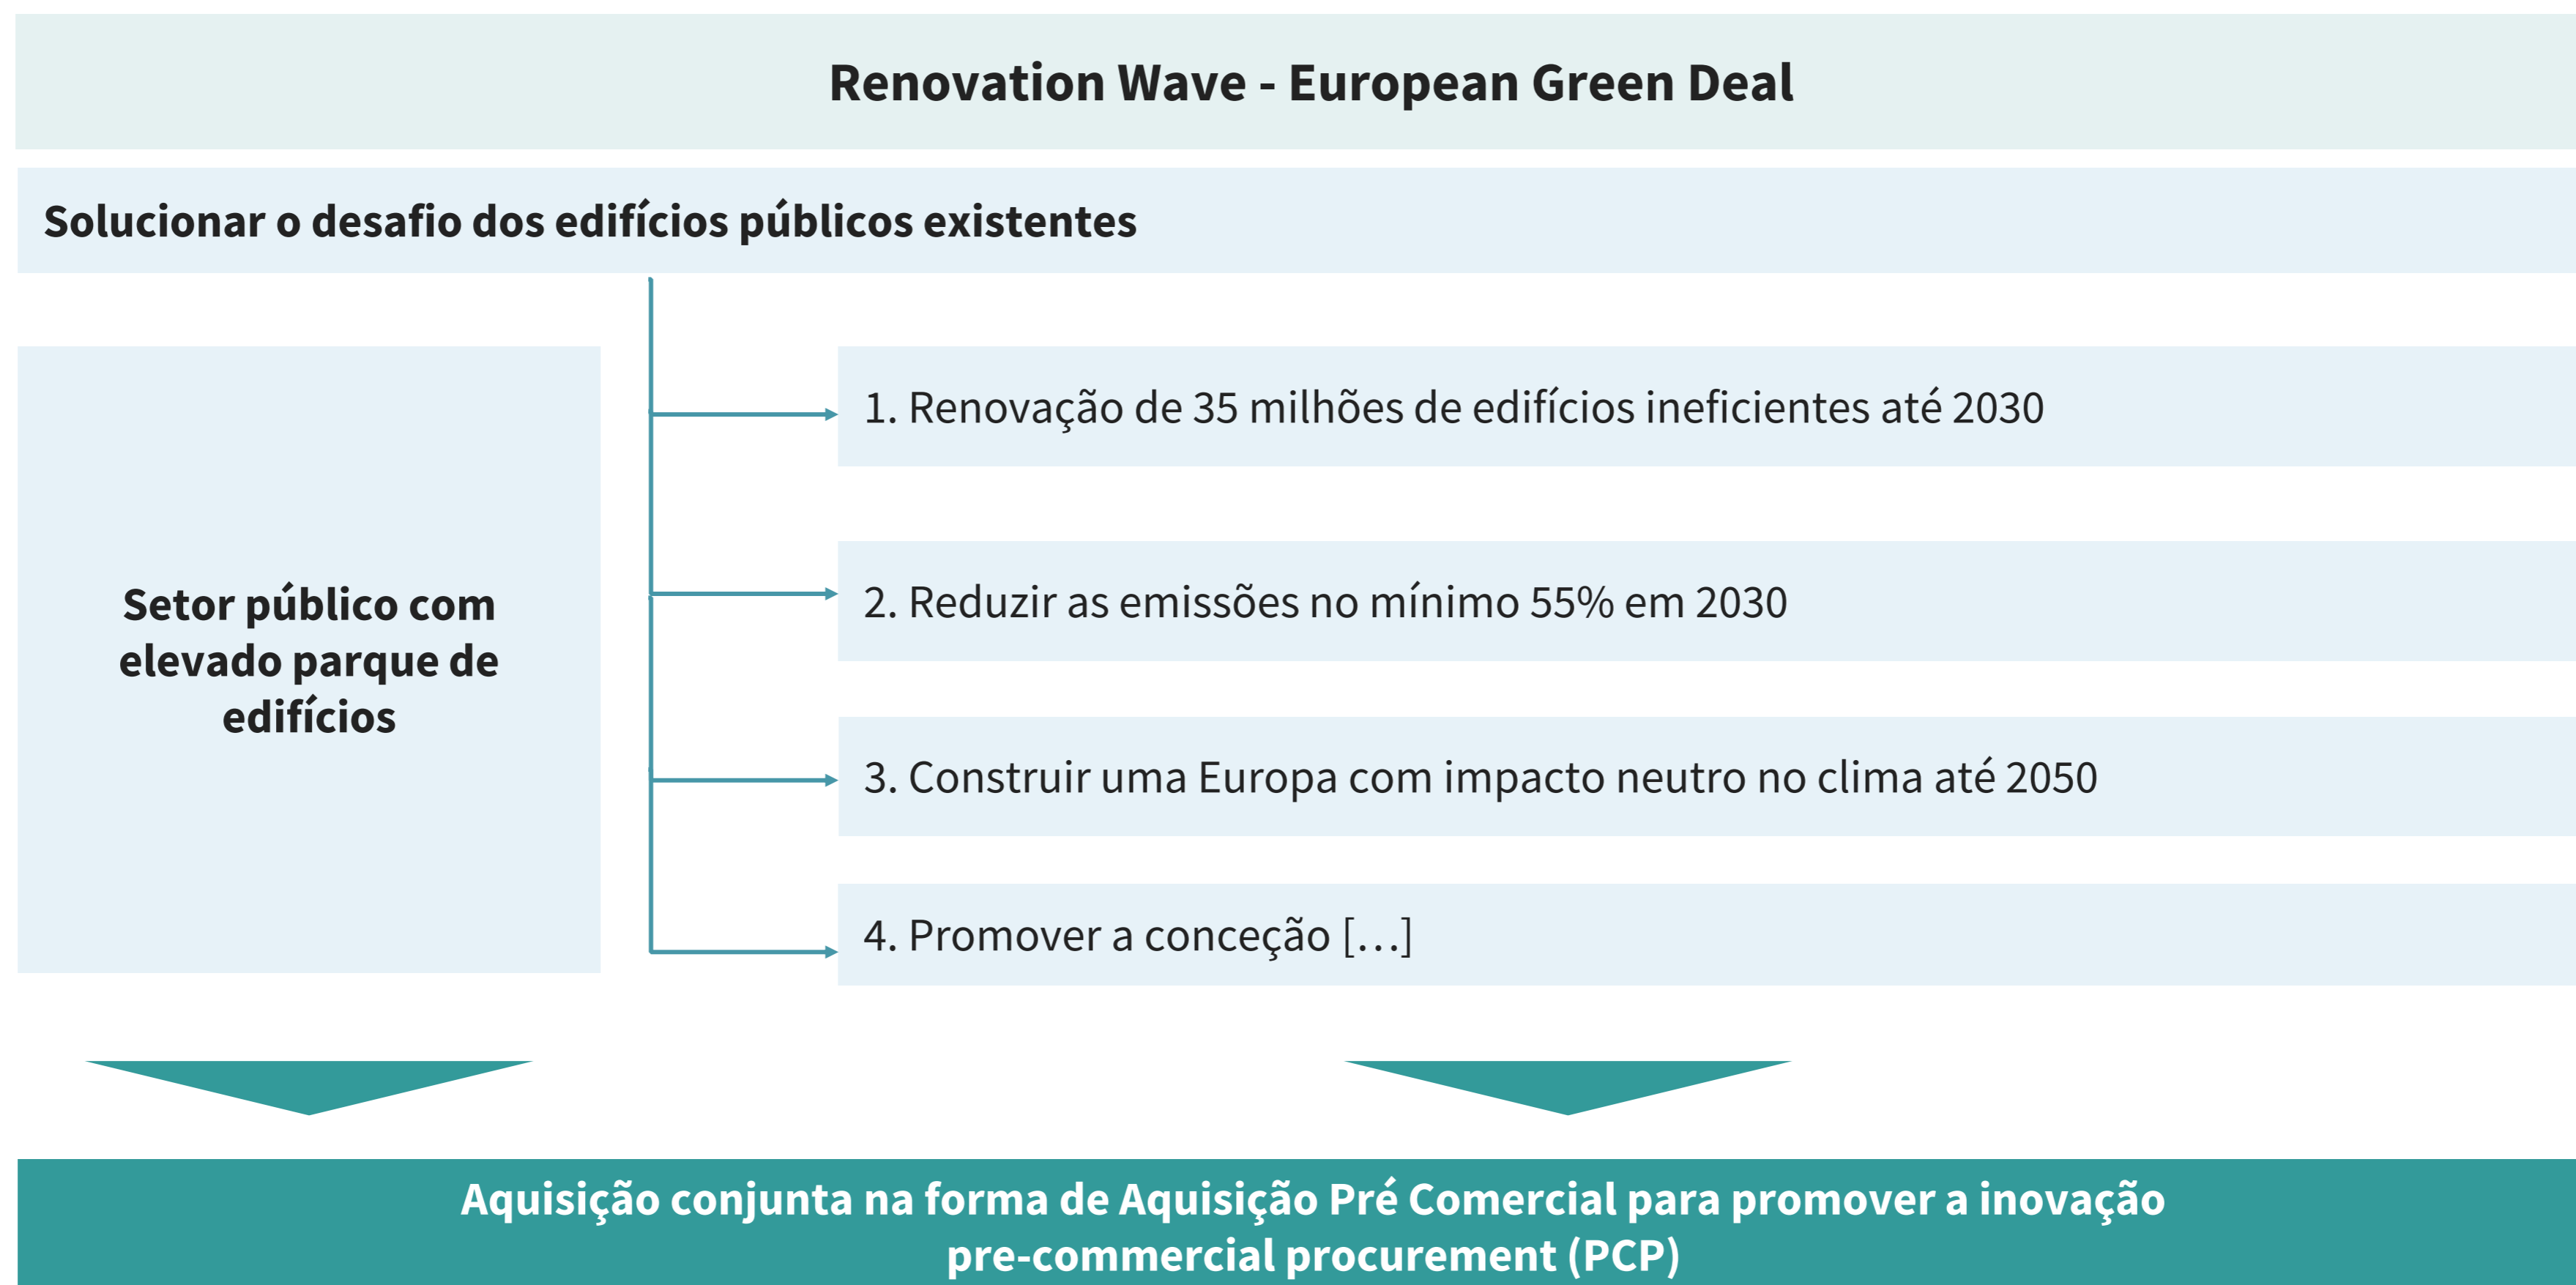 Renovation Wave - European Green Deal
Solucionar o desafio dos edifícios públicos existentes
Setor público com
elevado parque de
edifícios
1. Renovação de 35 milhões de edifícios ineficientes até 2030
2. Reduzir as emissões no mínimo 55% em 2030
3. Construir uma Europa com impacto neutro no clima até 2050
4. Promover a conceção […]
Aquisição conjunta na forma de Aquisição Pré Comercial para promover a inovação
pre-commercial procurement (PCP)